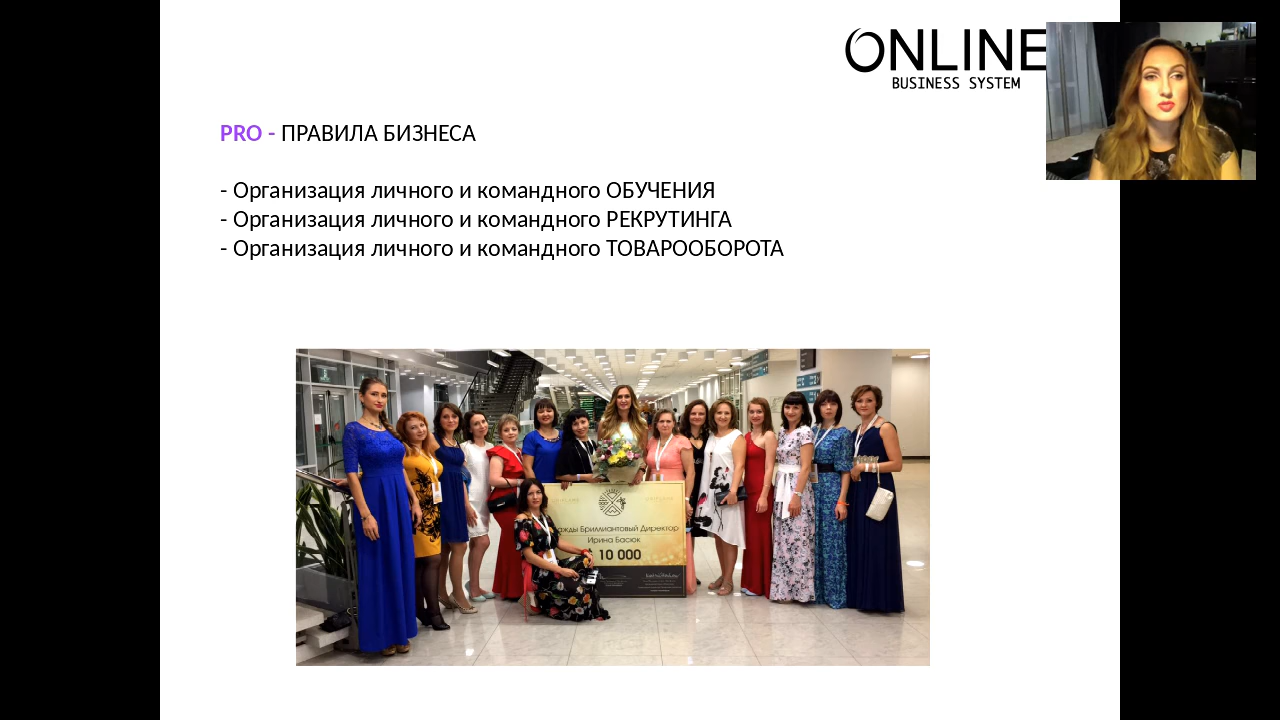 ONLINE
BUSINESS SYSTEM
PRO - ПРАВИЛА БИЗНЕСА
- Организация личного и командного ОБУЧЕНИЯ
- Организация личного и командного РЕКРУТИНГА
- Организация личного и командного ТОВАРООБОРОТА
Бриллиантовый Директор
Ирина Басюк
10 000